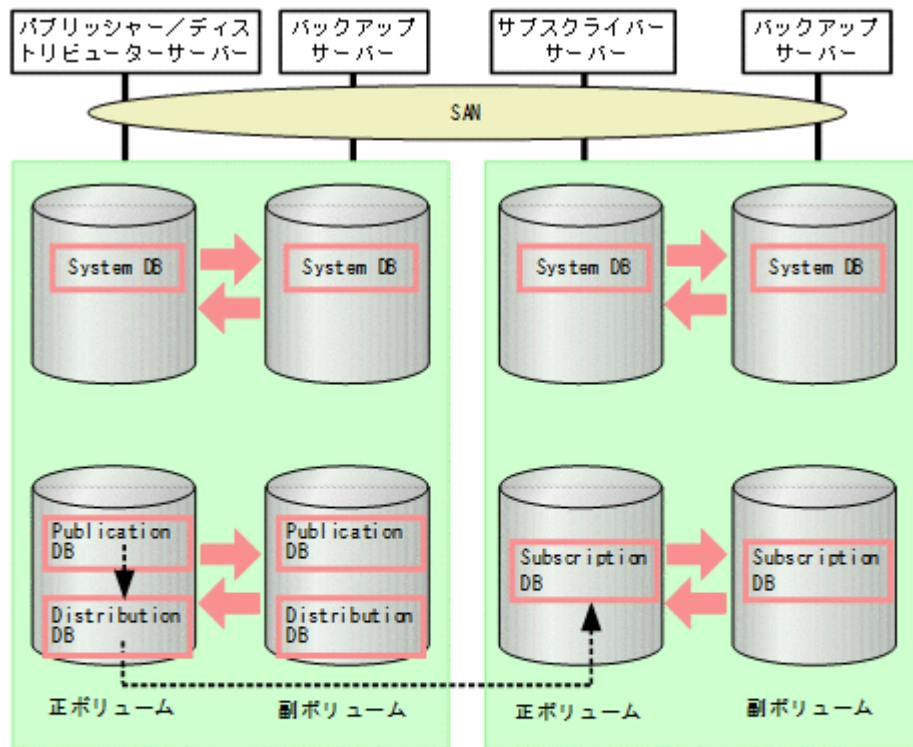 パブリッシャー／ディス
トリビューターサーバー
バックアップ
サーバー
サブスクライバー
サーバー
バックアップ
サーバー
SAN
System DB
System DB
System DB
System DB
Publication
DB
Distribution
DB
Publication
DB
Distribution
DB
Subscription
DB
Subscription
DB
正ボリューム
副ボリューム
正ボリューム
副ボリューム